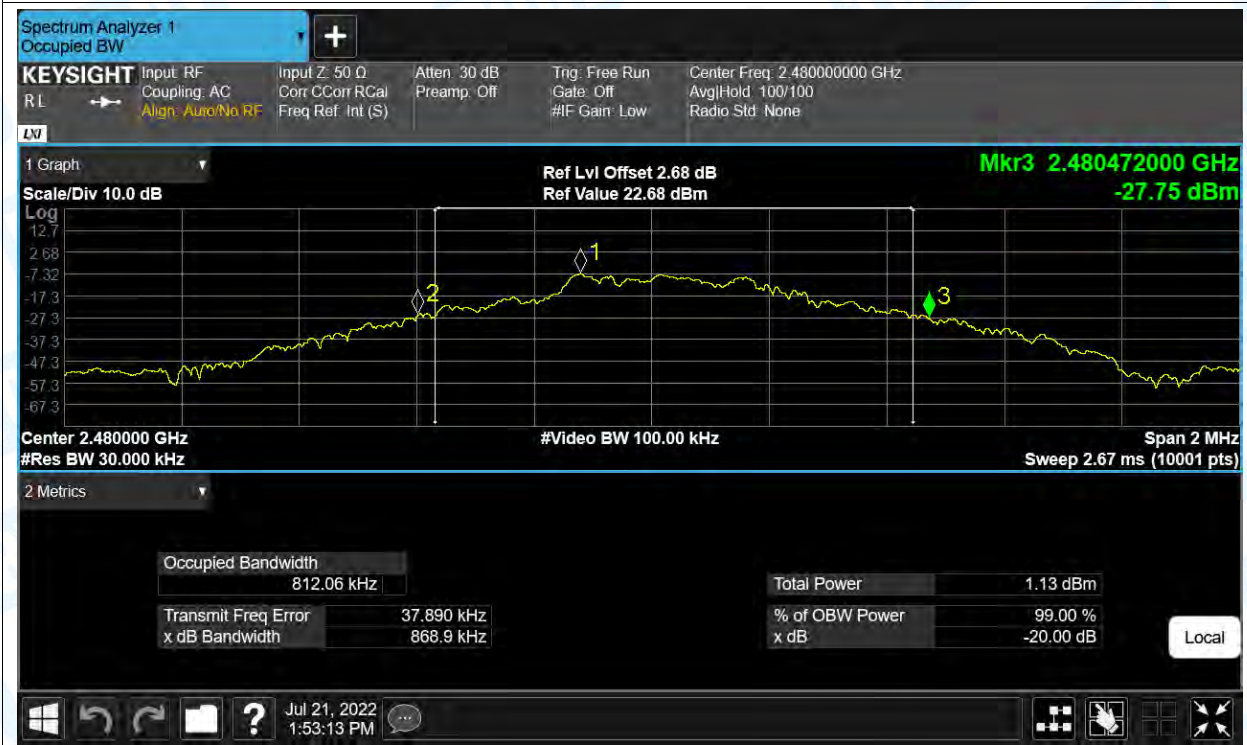 Spectrum Analyzer 1
Occupied BW
+
KEYSIGHT Input: RF Input Z: 50 Ω Atten: 30 dB Trig: Free Run Center Freq: 2.480000000 GHz
R L Coupling: AC Corr CCorr RCal Preamp: Off Gate: Off Avg|Hold: 100/100
Align: Auto/No RF Freq Ref: Int (S) #IF Gain: Low Radio Std: None
LXI
1 Graph Ref Lvl Offset 2.68 dB Mkr3 2.480472000 GHz
Scale/Div 10.0 dB Ref Value 22.68 dBm -27.75 dBm
Log
12.7
2.68
-7.32
-17.3
-27.3
-37.3
-47.3
-57.3
-67.3
1
2
3
Center 2.480000 GHz #Video BW 100.00 kHz Span 2 MHz
#Res BW 30.000 kHz Sweep 2.67 ms (10001 pts)
2 Metrics
Occupied Bandwidth
812.06 kHz Total Power 1.13 dBm
Transmit Freq Error 37.890 kHz % of OBW Power 99.00 %
x dB Bandwidth 868.9 kHz x dB -20.00 dB
Local
? Jul 21, 2022
1:53:13 PM